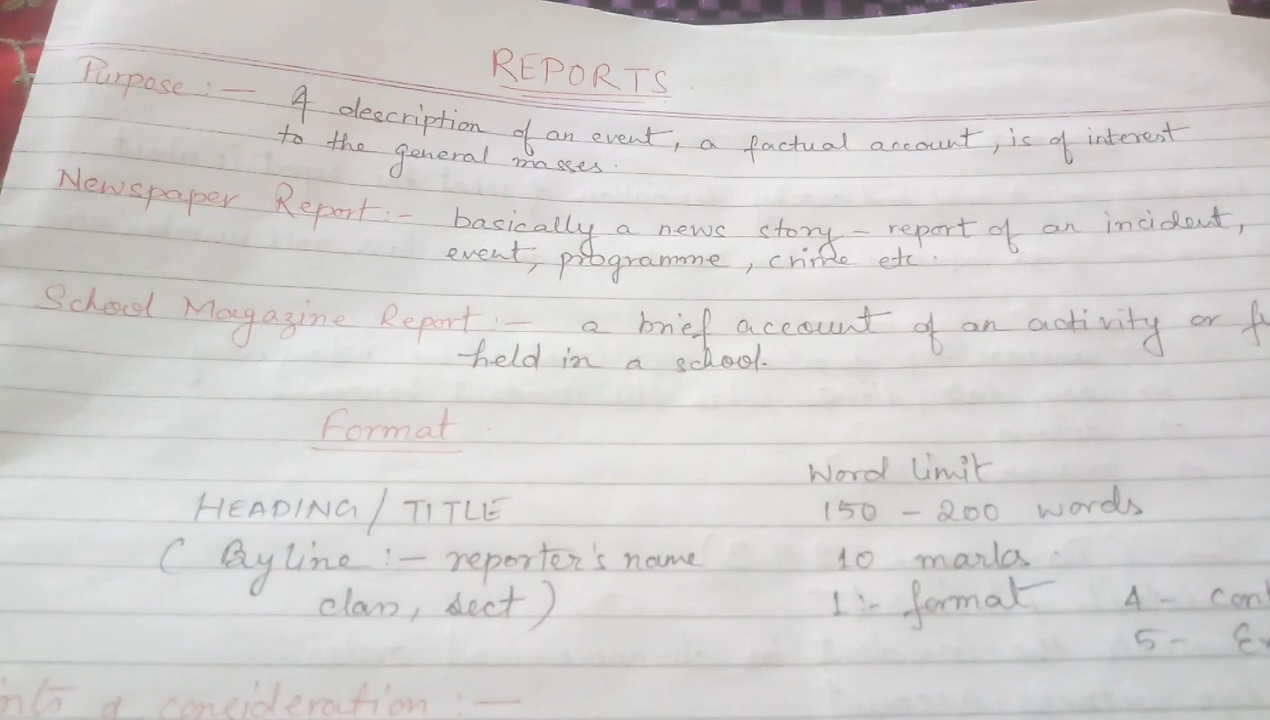 REPORTS
Purpose :- A description of an event, a factual account, is of interest
to the general masses.
Newspaper Report :- basically a news story - report of an incident,
event, programme, crime etc.
School Magazine Report :- a brief account of an activity or
held in a school.
Format
Word limit
HEADING / TITLE 150 - 200 words
( By line :- reporter's name 10 marks
class, sect ) 1 :- format 4 -
5 -
consideration :-